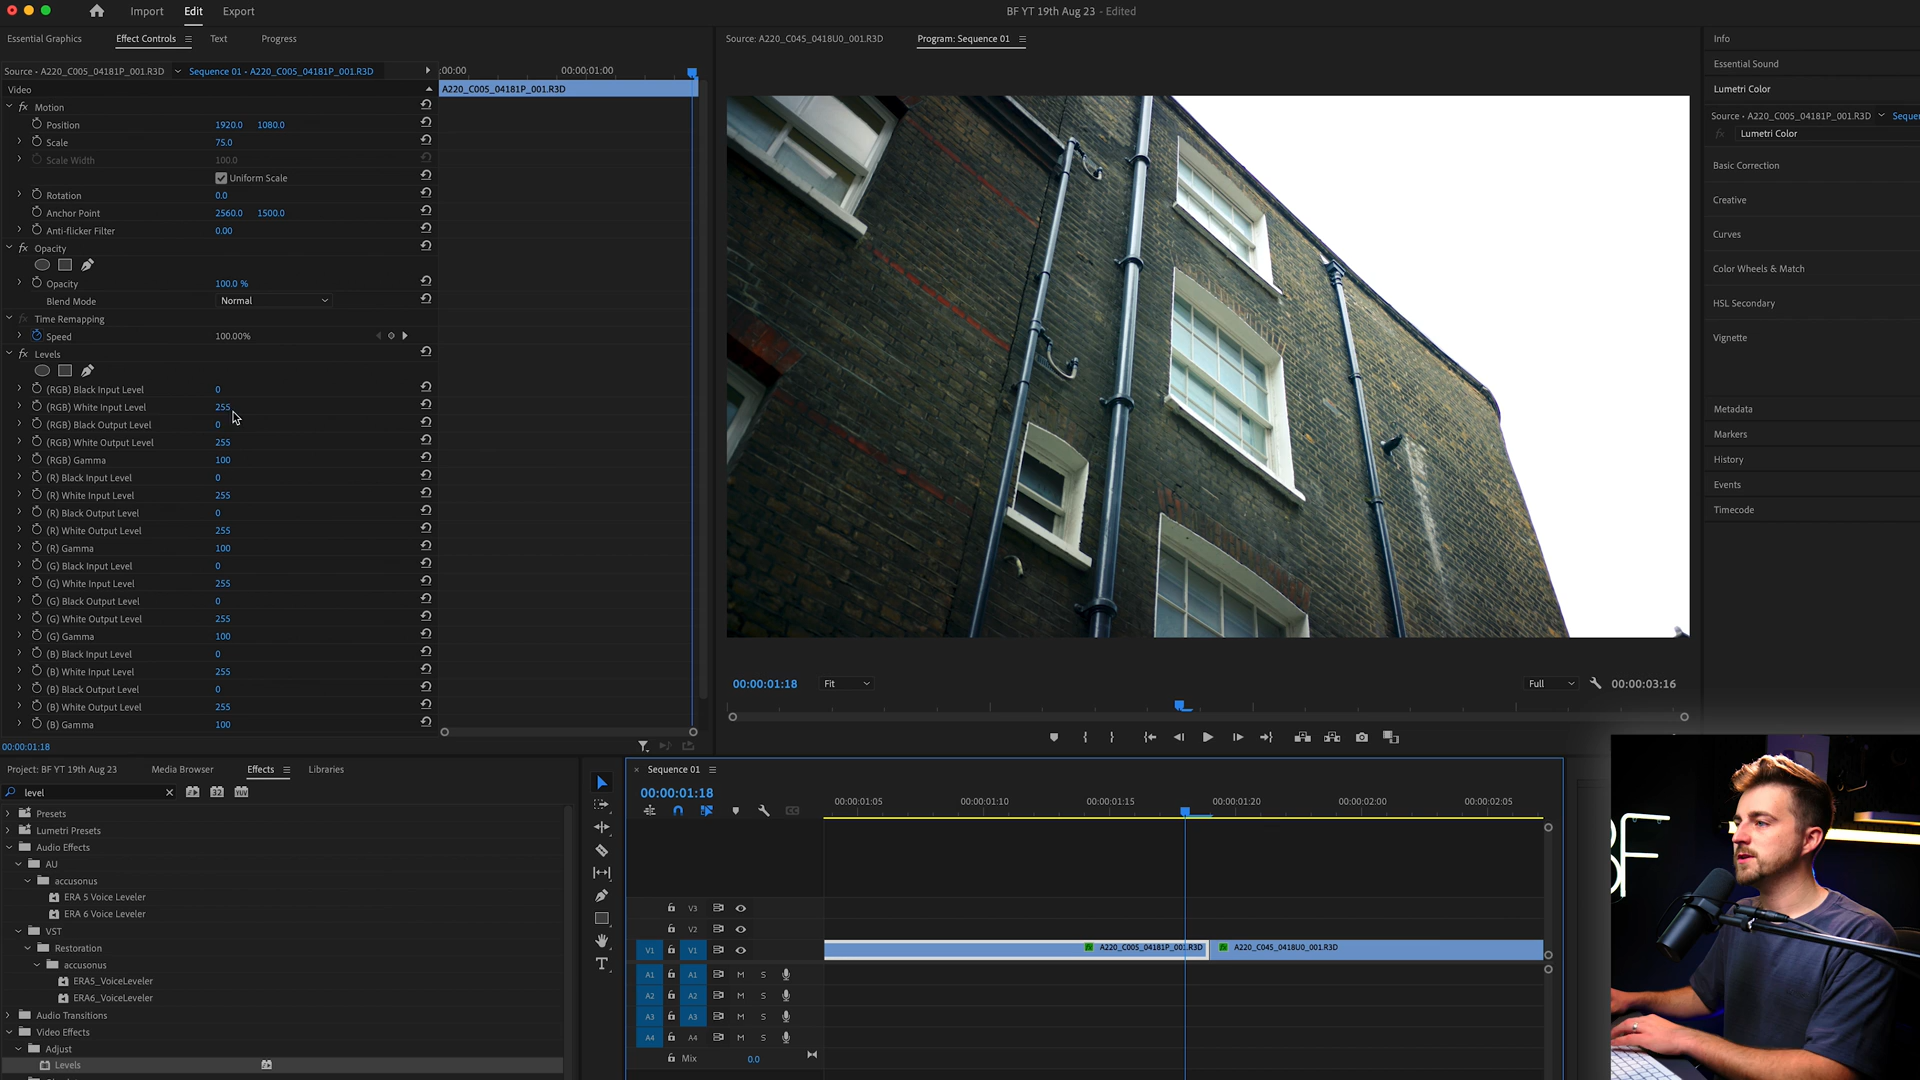 Import Edit Export
BF YT 19th Aug 23 - Edited
Essential Graphics Effect Controls Text Progress
Source: A220_C045_0418U0_001.R3D Program: Sequence 01
Source • A220_C005_04181P_001.R3D Sequence 01 • A220_C005_04181P_001.R3D
:00:00 00:00:01:00
Video
A220_C005_04181P_001.R3D
fx Motion
Position 1920.0 1080.0
Scale 75.0
Scale Width 100.0
Uniform Scale
Rotation 0.0
Anchor Point 2560.0 1500.0
Anti-flicker Filter 0.00
fx Opacity
Opacity 100.0 %
Blend Mode Normal
fx Time Remapping
Speed 100.00%
fx Levels
(RGB) Black Input Level 0
(RGB) White Input Level 255
(RGB) Black Output Level 0
(RGB) White Output Level 255
(RGB) Gamma 100
(R) Black Input Level 0
(R) White Input Level 255
(R) Black Output Level 0
(R) White Output Level 255
(R) Gamma 100
(G) Black Input Level 0
(G) White Input Level 255
(G) Black Output Level 0
(G) White Output Level 255
(G) Gamma 100
(B) Black Input Level 0
(B) White Input Level 255
(B) Black Output Level 0
(B) White Output Level 255
(B) Gamma 100
00:00:01:18
00:00:01:18 Fit Full 00:00:03:16
Info
Essential Sound
Lumetri Color
Source • A220_C005_04181P_001.R3D Seque
fx Lumetri Color
Basic Correction
Creative
Curves
Color Wheels & Match
HSL Secondary
Vignette
Metadata
Markers
History
Events
Timecode
Project: BF YT 19th Aug 23 Media Browser Effects Libraries
level
32 YUV
Presets
Lumetri Presets
Audio Effects
AU
accusonus
ERA 5 Voice Leveler
ERA 6 Voice Leveler
VST
Restoration
accusonus
ERA5_VoiceLeveler
ERA6_VoiceLeveler
Audio Transitions
Video Effects
Adjust
Levels
× Sequence 01
00:00:01:18
00:00:01:05 00:00:01:10 00:00:01:15 00:00:01:20 00:00:02:00 00:00:02:05
V3
V2
V1 V1 fx A220_C005_04181P_001.R3D fx A220_C045_0418U0_001.R3D
A1 A1 M S
A2 A2 M S
A3 A3 M S
A4 A4 M S
Mix 0.0
BF